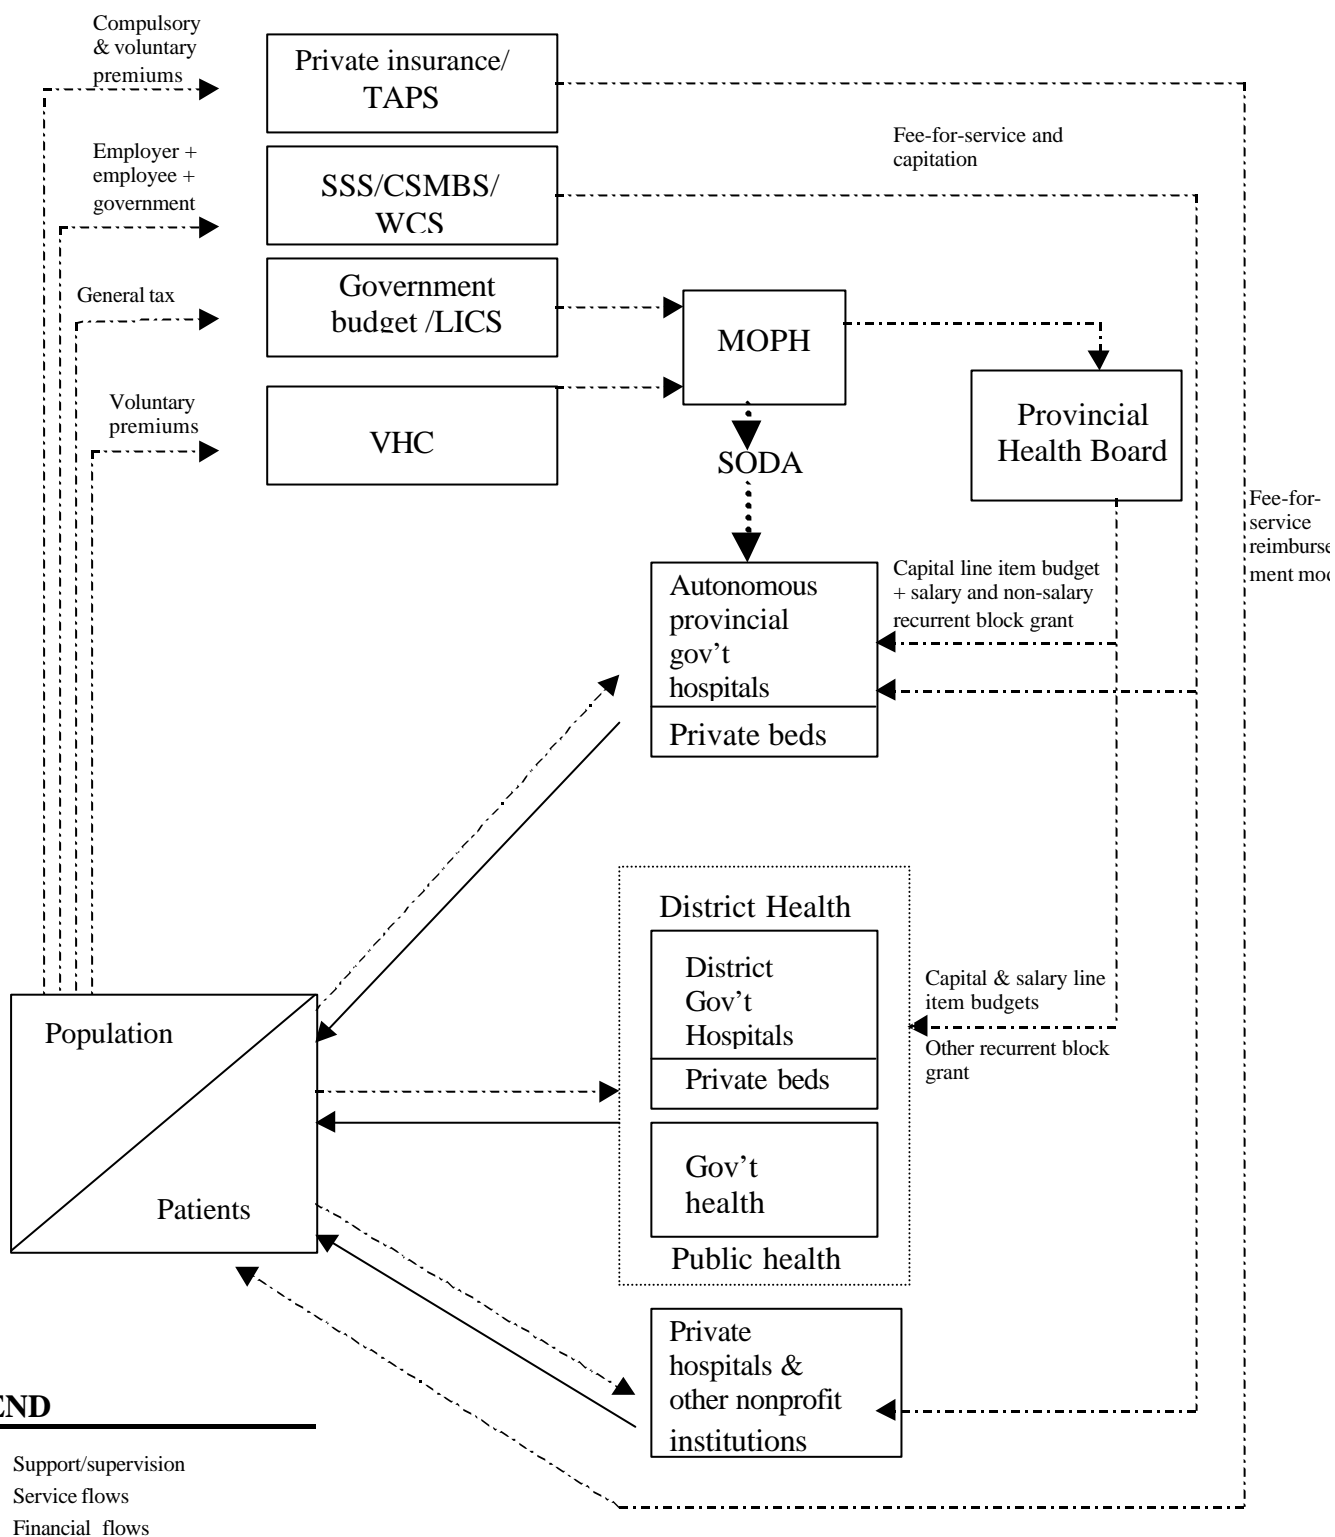 Compulsory
& voluntary
premiums
Private insurance/
TAPS
Employer +
employee +
government
SSS/CSMBS/
WCS
Fee-for-service and
capitation
General tax
Government
budget /LICS
MOPH
Voluntary
premiums
VHC
Provincial
Health Board
SODA
Fee-for-
service
reimburse
ment mod
Autonomous
provincial
gov't
hospitals
Private beds
Capital line item budget
+ salary and non-salary
recurrent block grant
District Health
District
Gov't
Hospitals
Private beds
Gov't
health
Public health
Capital & salary line
item budgets
Other recurrent block
grant
Population
Patients
Private
hospitals &
other nonprofit
institutions
END
Support/supervision
Service flows
Financial flows